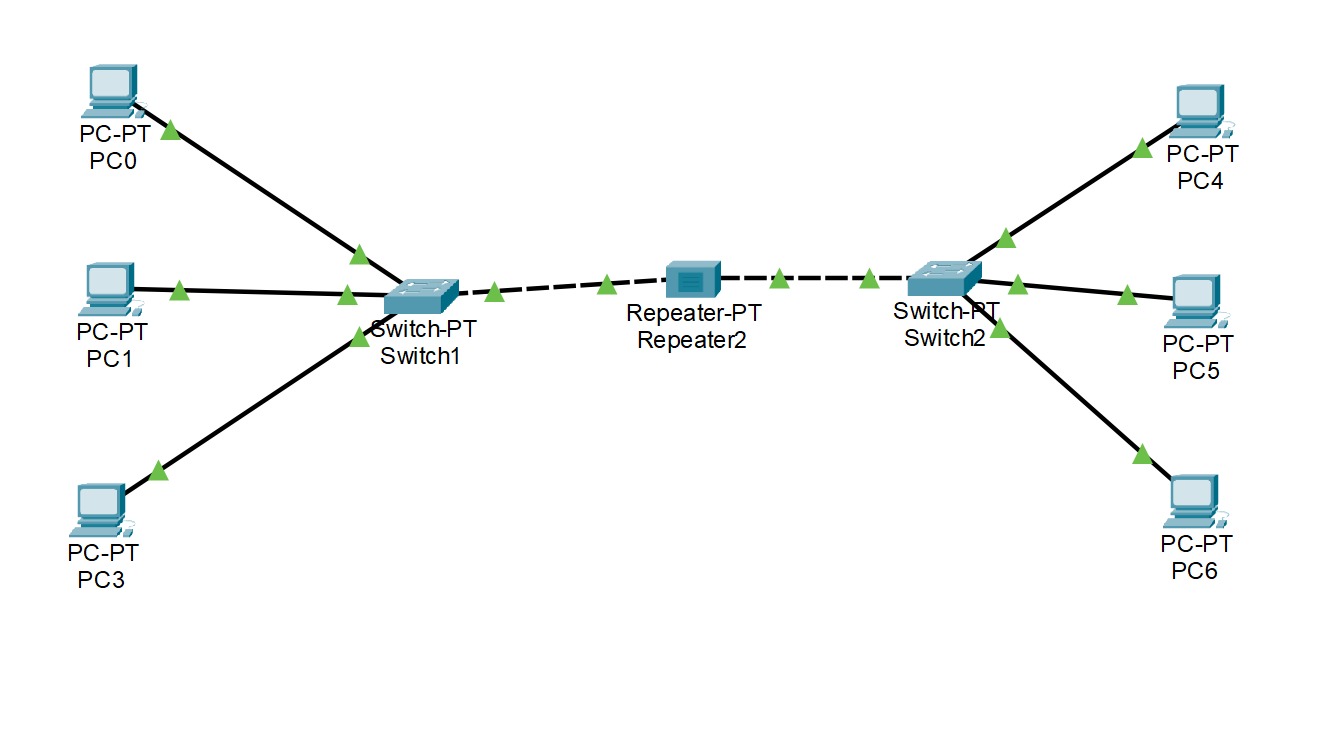 PC-PT
PC0
PC-PT
PC1
PC-PT
PC3
Switch-PT
Switch1
Repeater-PT
Repeater2
Switch-PT
Switch2
PC-PT
PC4
PC-PT
PC5
PC-PT
PC6